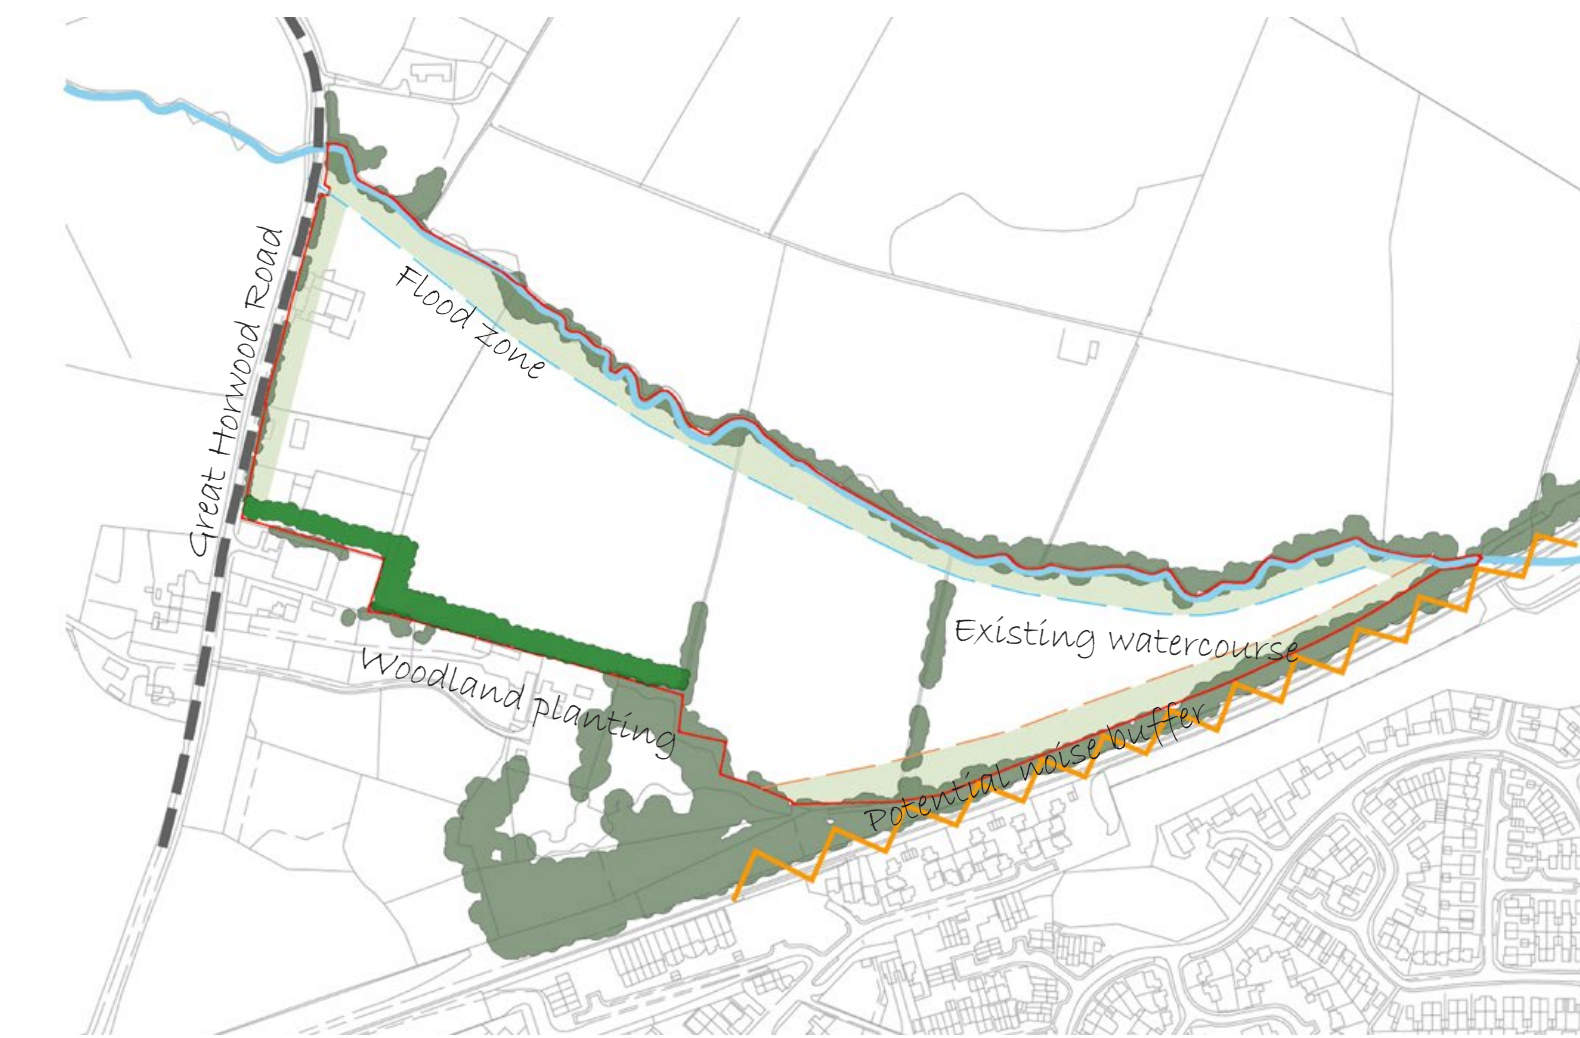 Great Horwood Road
Flood zone
Existing watercourse
Woodland planting
Potential noise buffer